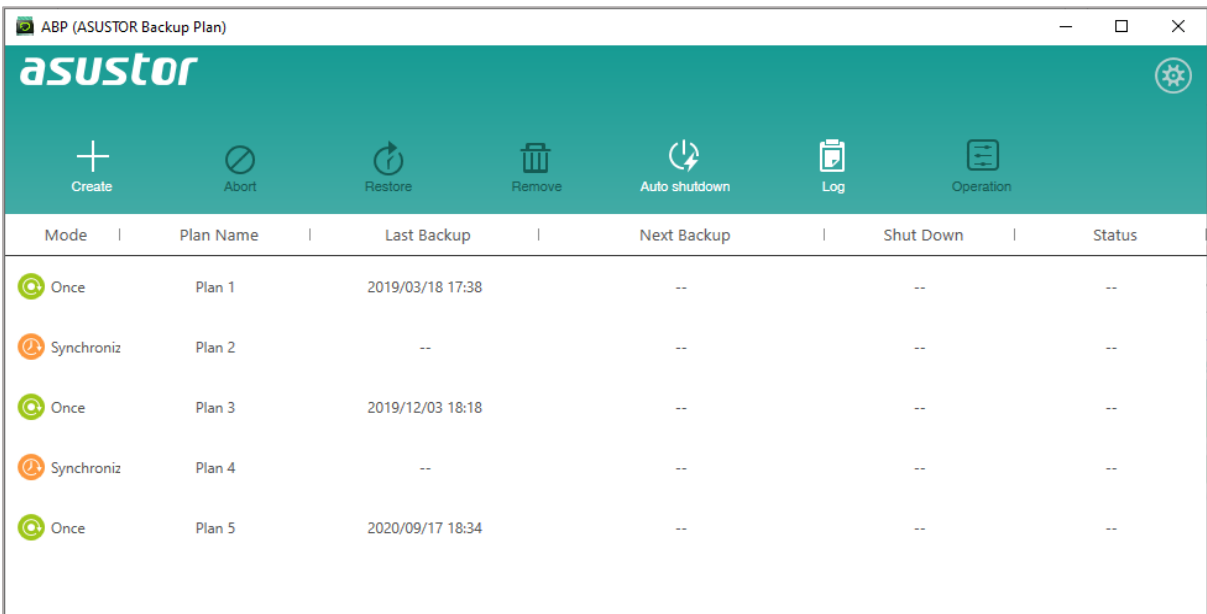 ABP (ASUSTOR Backup Plan)
asustor
Create Abort Restore Remove Auto shutdown Log Operation
Mode Plan Name Last Backup Next Backup Shut Down Status
Once Plan 1 2019/03/18 17:38 -- -- --
Synchroniz Plan 2 -- -- -- --
Once Plan 3 2019/12/03 18:18 -- -- --
Synchroniz Plan 4 -- -- -- --
Once Plan 5 2020/09/17 18:34 -- -- --